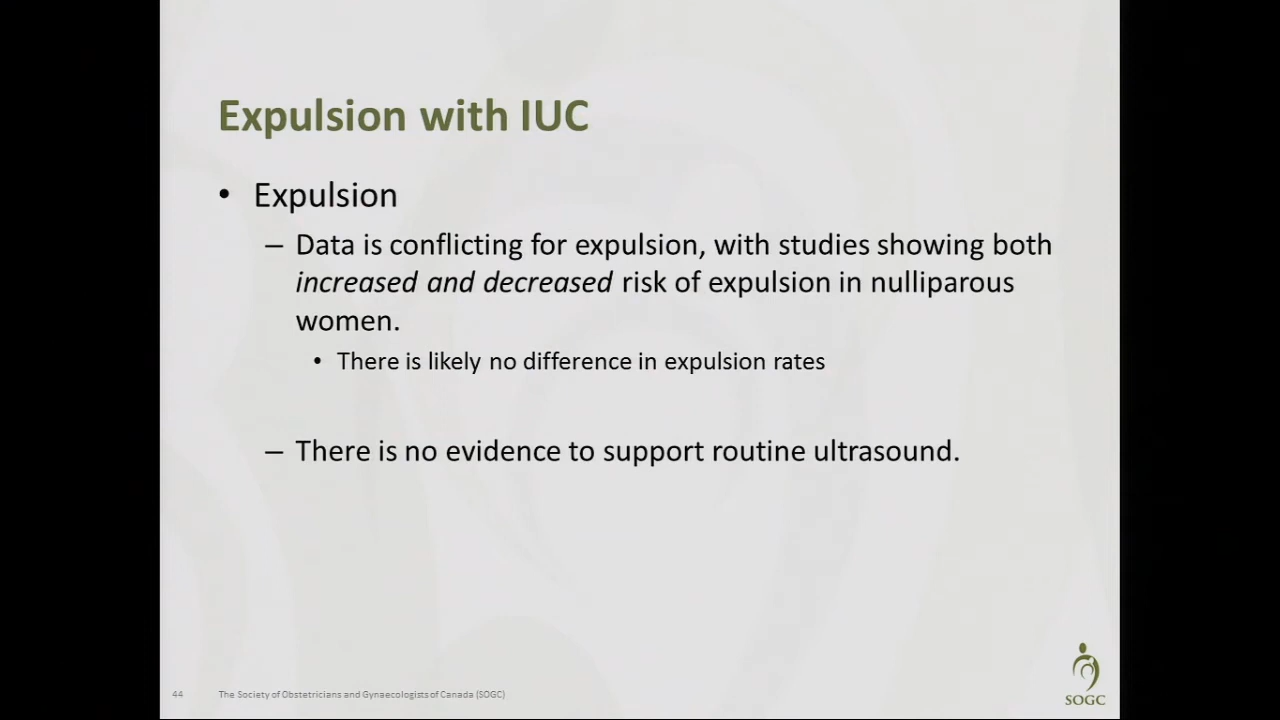 Expulsion with IUC
• Expulsion
– Data is conflicting for expulsion, with studies showing both
increased and decreased risk of expulsion in nulliparous
women.
• There is likely no difference in expulsion rates
– There is no evidence to support routine ultrasound.
44 The Society of Obstetricians and Gynaecologists of Canada (SOGC)
SOGC